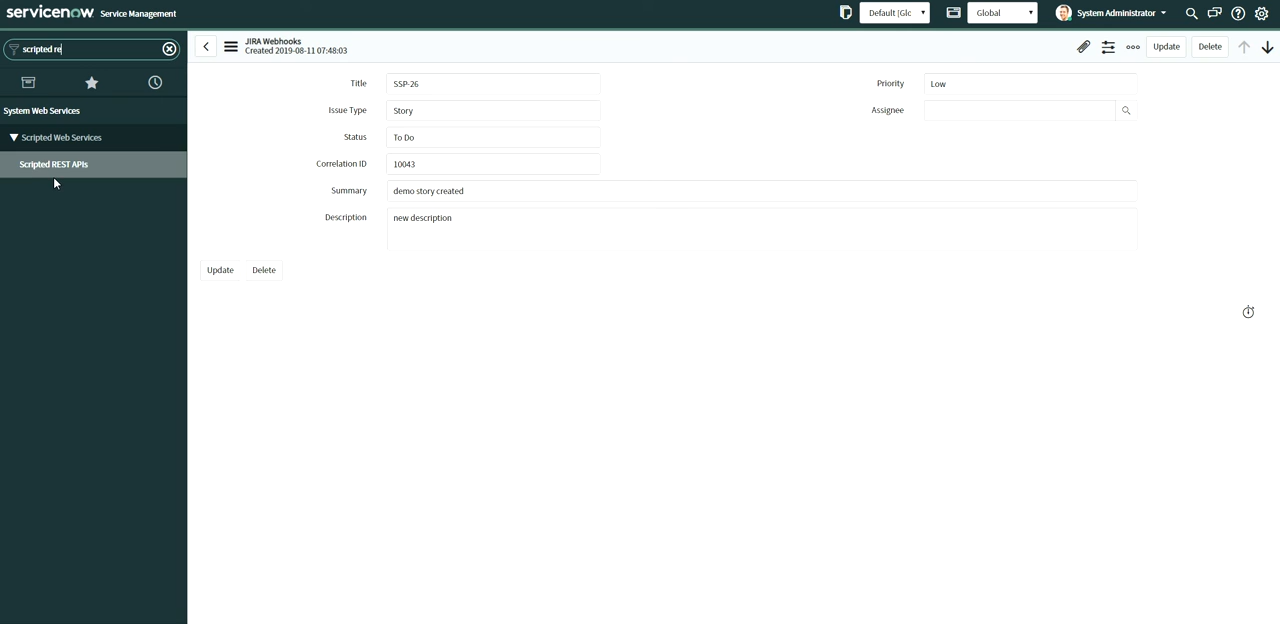 servicenow Service Management
Default |Glc
Global
System Administrator
scripted re
JIRA Webhooks
Created 2019-08-11 07:48:03
Update
Delete
System Web Services
Scripted Web Services
Scripted REST APIs
Title SSP-26
Priority Low
Issue Type Story
Assignee
Status To Do
Correlation ID 10043
Summary demo story created
Description new description
Update Delete